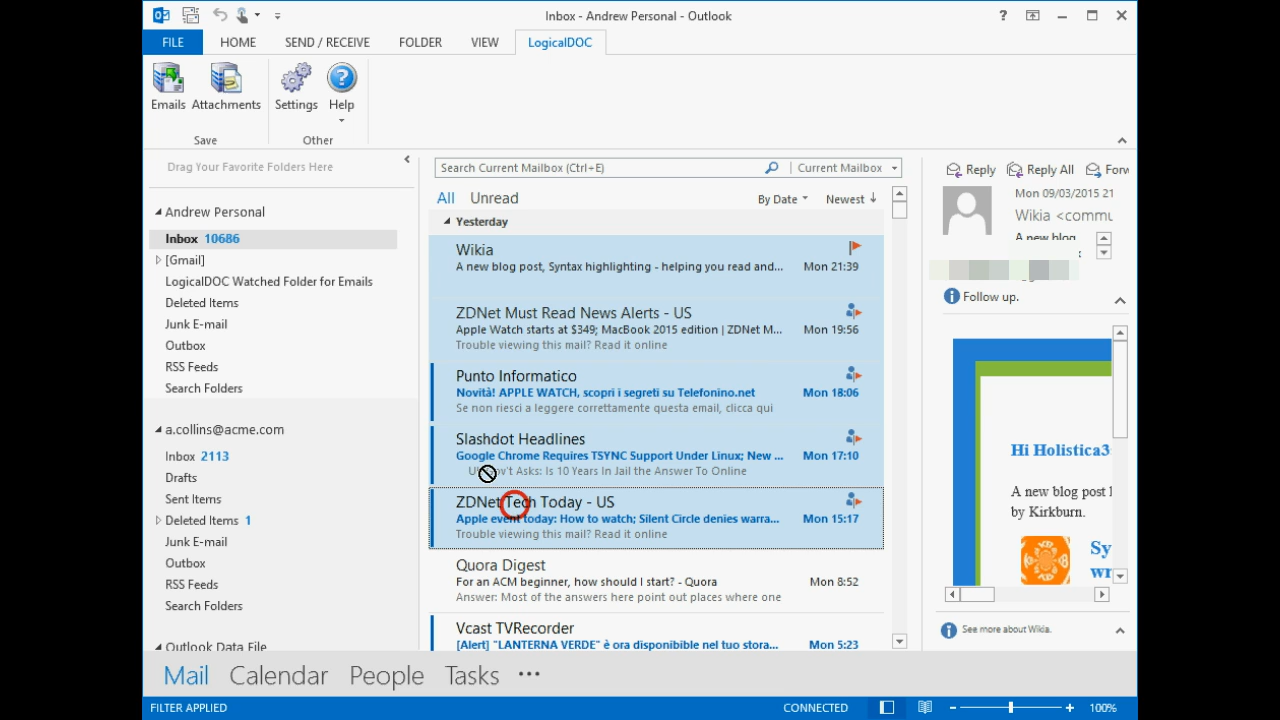 Inbox - Andrew Personal - Outlook
FILE HOME SEND / RECEIVE FOLDER VIEW LogicalDOC
Emails Attachments Settings Help
Save Other
Drag Your Favorite Folders Here
Andrew Personal
Inbox 10686
[Gmail]
LogicalDOC Watched Folder for Emails
Deleted Items
Junk E-mail
Outbox
RSS Feeds
Search Folders
a.collins@acme.com
Inbox 2113
Drafts
Sent Items
Deleted Items 1
Junk E-mail
Outbox
RSS Feeds
Search Folders
Outlook Data File
Search Current Mailbox (Ctrl+E) Current Mailbox
All Unread By Date Newest
Yesterday
Wikia
A new blog post, Syntax highlighting - helping you read and... Mon 21:39
ZDNet Must Read News Alerts - US
Apple Watch starts at $349; MacBook 2015 edition | ZDNet M... Mon 19:56
Trouble viewing this mail? Read it online
Punto Informatico
Novità! APPLE WATCH, scopri i segreti su Telefonino.net Mon 18:06
Se non riesci a leggere correttamente questa email, clicca qui
Slashdot Headlines
Google Chrome Requires TSYNC Support Under Linux; New ... Mon 17:10
Asks: Is 10 Years In Jail the Answer To Online
ZDNet Tech Today - US
Apple event today: How to watch; Silent Circle denies warra... Mon 15:17
Trouble viewing this mail? Read it online
Quora Digest
For an ACM beginner, how should I start? - Quora Mon 8:52
Answer: Most of the answers here point out places where one
Vcast TVRecorder
[Alert] "LANTERNA VERDE" è ora disponibile nel tuo stora... Mon 5:23
Reply Reply All Forw
Mon 09/03/2015 21
Wikia <commu
A new blog
Follow up.
Hi Holistica3
A new blog post
by Kirkburn.
Sy
wr
See more about Wikia.
Mail Calendar People Tasks ···
FILTER APPLIED CONNECTED 100%